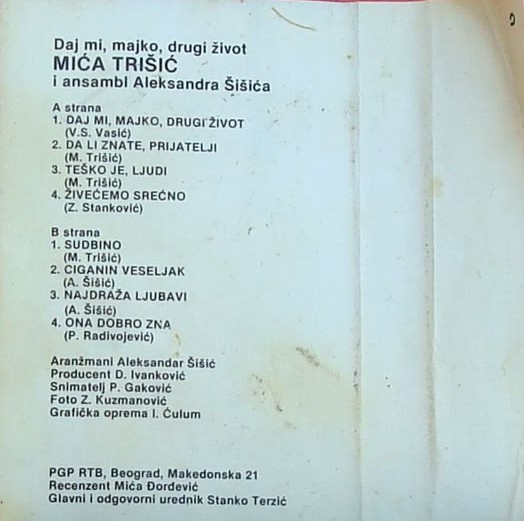 Daj mi, majko, drugi život
MIĆA TRIŠIĆ
i ansambl Aleksandra Šišića
A strana
1. DAJ MI, MAJKO, DRUGI ŽIVOT
(V.S. Vasić)
2. DA LI ZNATE, PRIJATELJI
(M. Trišić)
3. TEŠKO JE, LJUDI
(M. Trišić)
4. ŽIVEĆEMO SREĆNO
(Z. Stanković)
B strana
1. SUDBINO
(M. Trišić)
2. CIGANIN VESELJAK
(A. Šišić)
3. NAJDRAŽA LJUBAVI
(A. Šišić)
4. ONA DOBRO ZNA
(P. Radivojević)
Aranžmani Aleksandar Šišić
Producent D. Ivanković
Snimatelj P. Gaković
Foto Z. Kuzmanović
Grafička oprema I. Ćulum
PGP RTB, Beograd, Makedonska 21
Recenzent Mića Đorđević
Glavni i odgovorni urednik Stanko Terzić